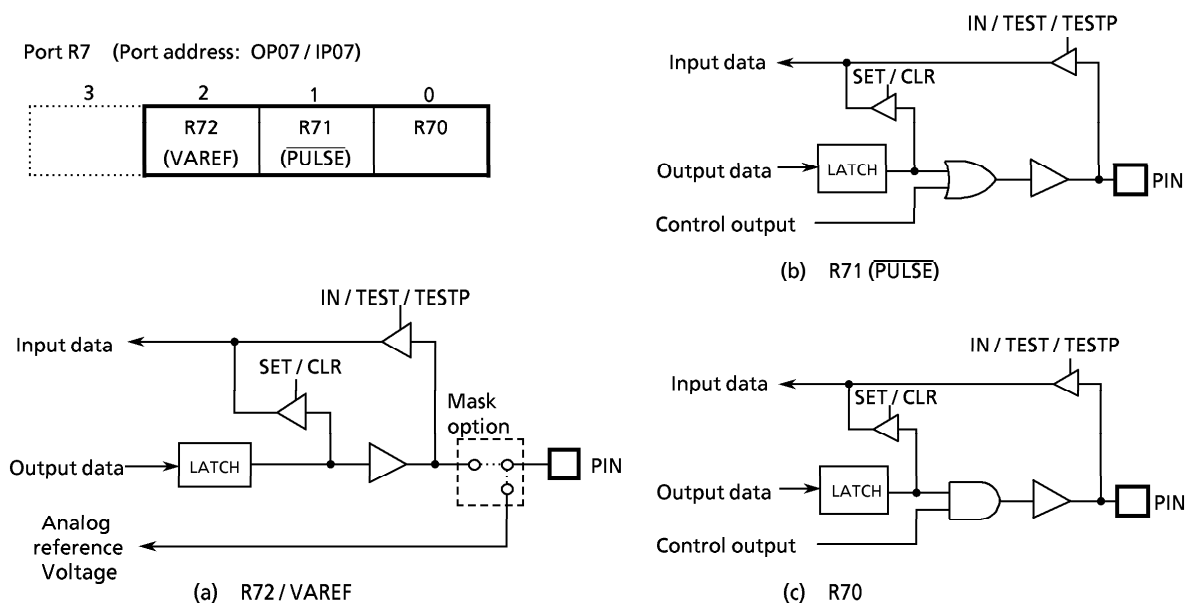 Port R7 (Port address: OP07 / IP07)
3 2 1 0
R72 R71 R70
(VAREF) (PULSE)
IN / TEST / TESTP
Input data
SET / CLR
Mask
option
Output data
LATCH
PIN
Analog
reference
Voltage
(a) R72 / VAREF
IN / TEST / TESTP
Input data
SET / CLR
Output data
LATCH
PIN
Control output
(b) R71 (PULSE)
IN / TEST / TESTP
Input data
SET / CLR
Output data
LATCH
PIN
Control output
(c) R70